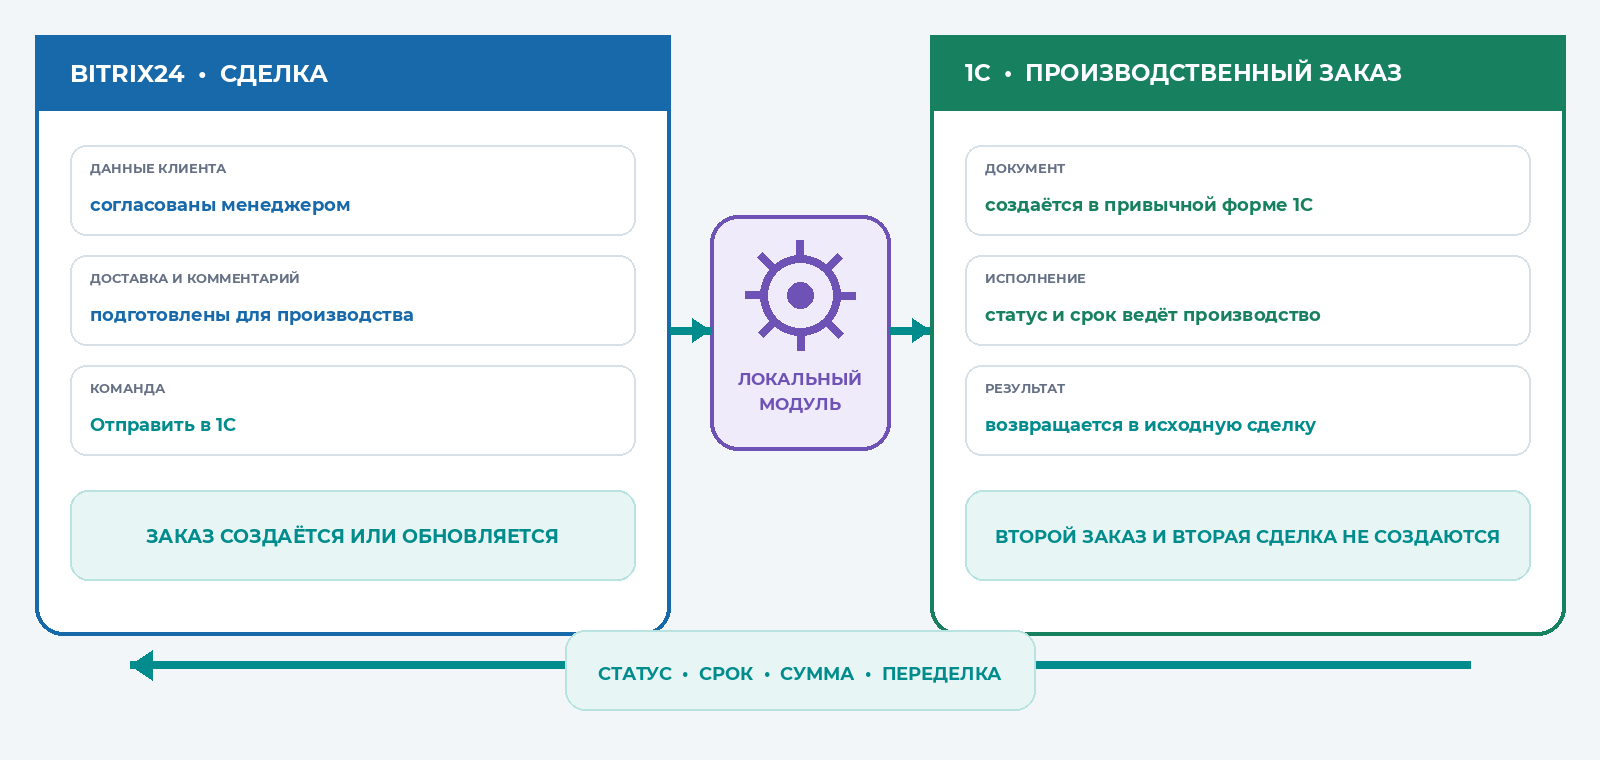 BITRIX24 • СДЕЛКА
ДАННЫЕ КЛИЕНТА
согласованы менеджером
ДОСТАВКА И КОММЕНТАРИЙ
подготовлены для производства
КОМАНДА
Отправить в 1С
ЗАКАЗ СОЗДАЁТСЯ ИЛИ ОБНОВЛЯЕТСЯ
ЛОКАЛЬНЫЙ
МОДУЛЬ
1С • ПРОИЗВОДСТВЕННЫЙ ЗАКАЗ
ДОКУМЕНТ
создаётся в привычной форме 1С
ИСПОЛНЕНИЕ
статус и срок ведёт производство
РЕЗУЛЬТАТ
возвращается в исходную сделку
ВТОРОЙ ЗАКАЗ И ВТОРАЯ СДЕЛКА НЕ СОЗДАЮТСЯ
СТАТУС • СРОК • СУММА • ПЕРЕДЕЛКА